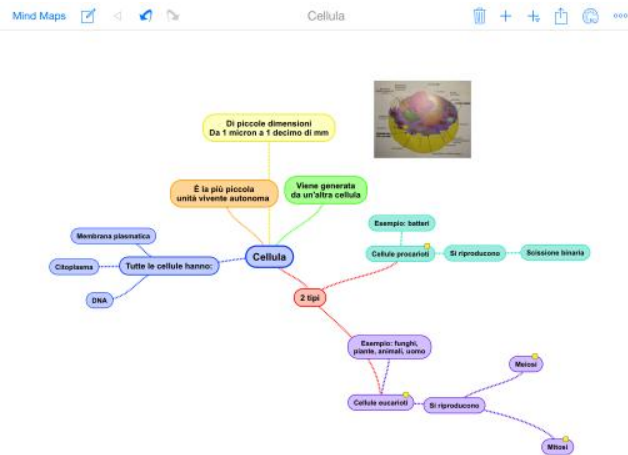 Mind Maps
Cellula
Di piccole dimensioni
Da 1 micron a 1 decimo di mm
È la più piccola
unità vivente autonoma
Viene generata
da un'altra cellula
Membrana plasmatica
Citoplasma
Tutte le cellule hanno:
DNA
Cellula
2 tipi
Esempio: batteri
Cellule procarioti
Si riproducono
Scissione binaria
Esempio: funghi,
piante, animali, uomo
Cellule eucarioti
Si riproducono
Meiosi
Mitosi